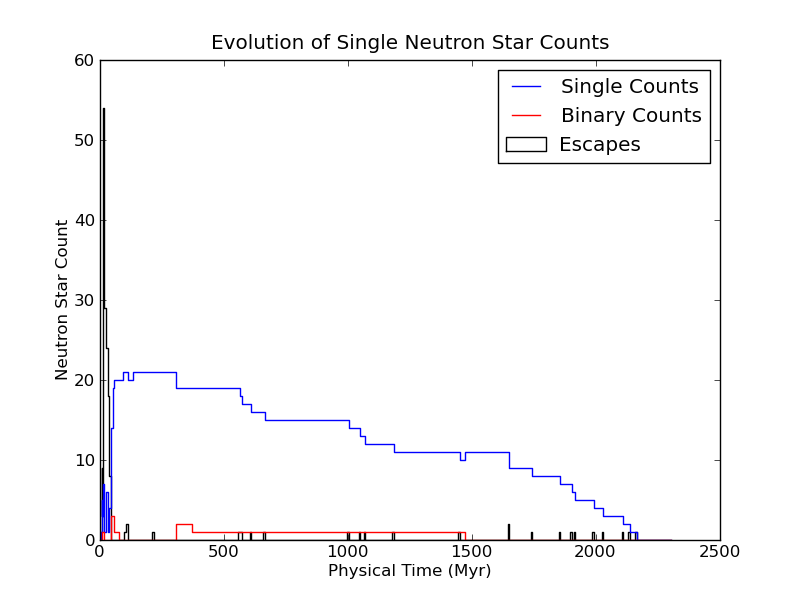 Evolution of Single Neutron Star Counts
Single Counts
Binary Counts
Escapes
60
50
40
30
20
10
0
Neutron Star Count
0 500 1000 1500 2000 2500
Physical Time (Myr)